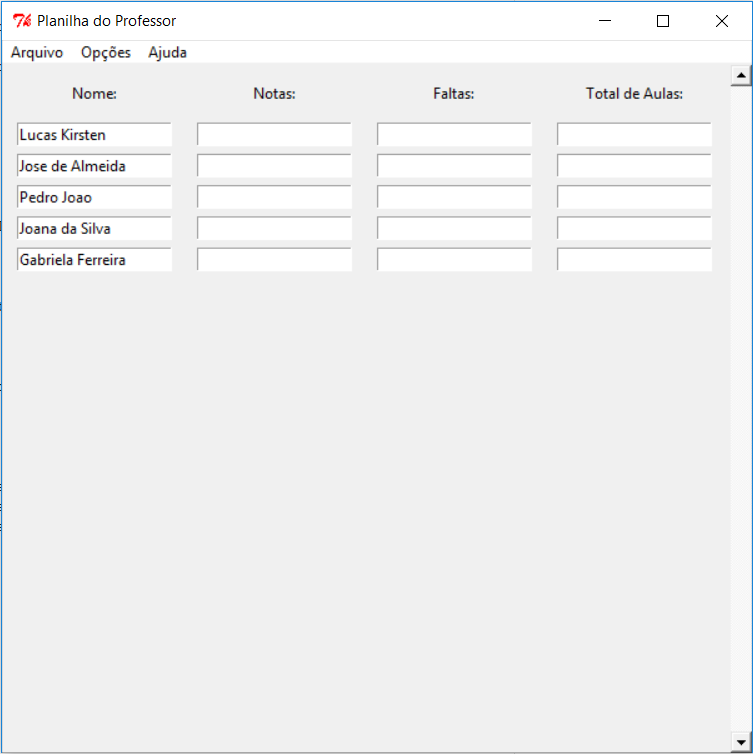 Planilha do Professor
Arquivo Opções Ajuda
Nome: Notas: Faltas: Total de Aulas:
Lucas Kirsten
Jose de Almeida
Pedro Joao
Joana da Silva
Gabriela Ferreira